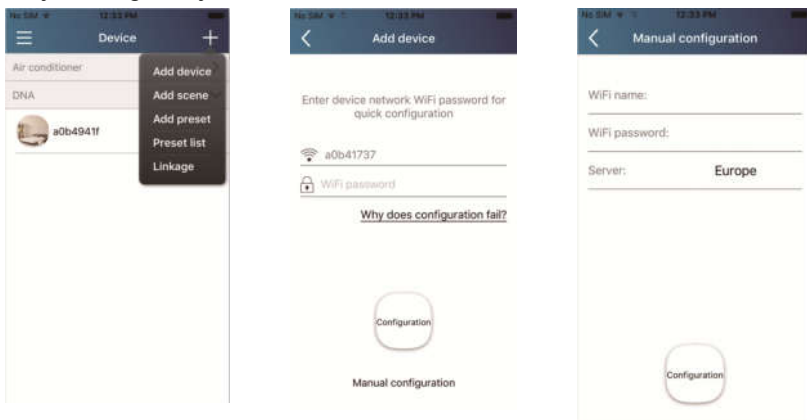 No SIM
12:33 PM
Device
+
Air conditioner
DNA
a0b4941f
Add device
Add scene
Add preset
Preset list
Linkage
No SIM
12:33 PM
Add device
Enter device network WiFi password for
quick configuration
a0b41737
WiFi password
Why does configuration fail?
Configuration
Manual configuration
No SIM
12:33 PM
Manual configuration
WiFi name:
WiFi password:
Server: Europe
Configuration